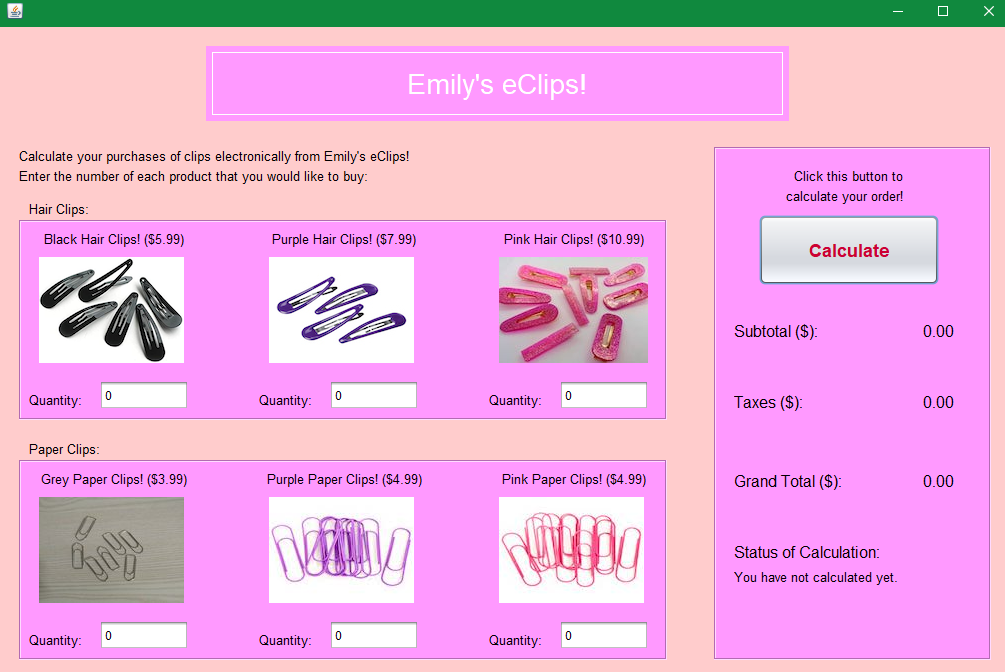 Emily's eClips!
Calculate your purchases of clips electronically from Emily's eClips!
Enter the number of each product that you would like to buy:
Hair Clips:
Black Hair Clips! ($5.99)
Purple Hair Clips! ($7.99)
Pink Hair Clips! ($10.99)
Quantity: 0
Quantity: 0
Quantity: 0
Paper Clips:
Grey Paper Clips! ($3.99)
Purple Paper Clips! ($4.99)
Pink Paper Clips! ($4.99)
Quantity: 0
Quantity: 0
Quantity: 0
Click this button to
calculate your order!
Calculate
Subtotal ($): 0.00
Taxes ($): 0.00
Grand Total ($): 0.00
Status of Calculation:
You have not calculated yet.